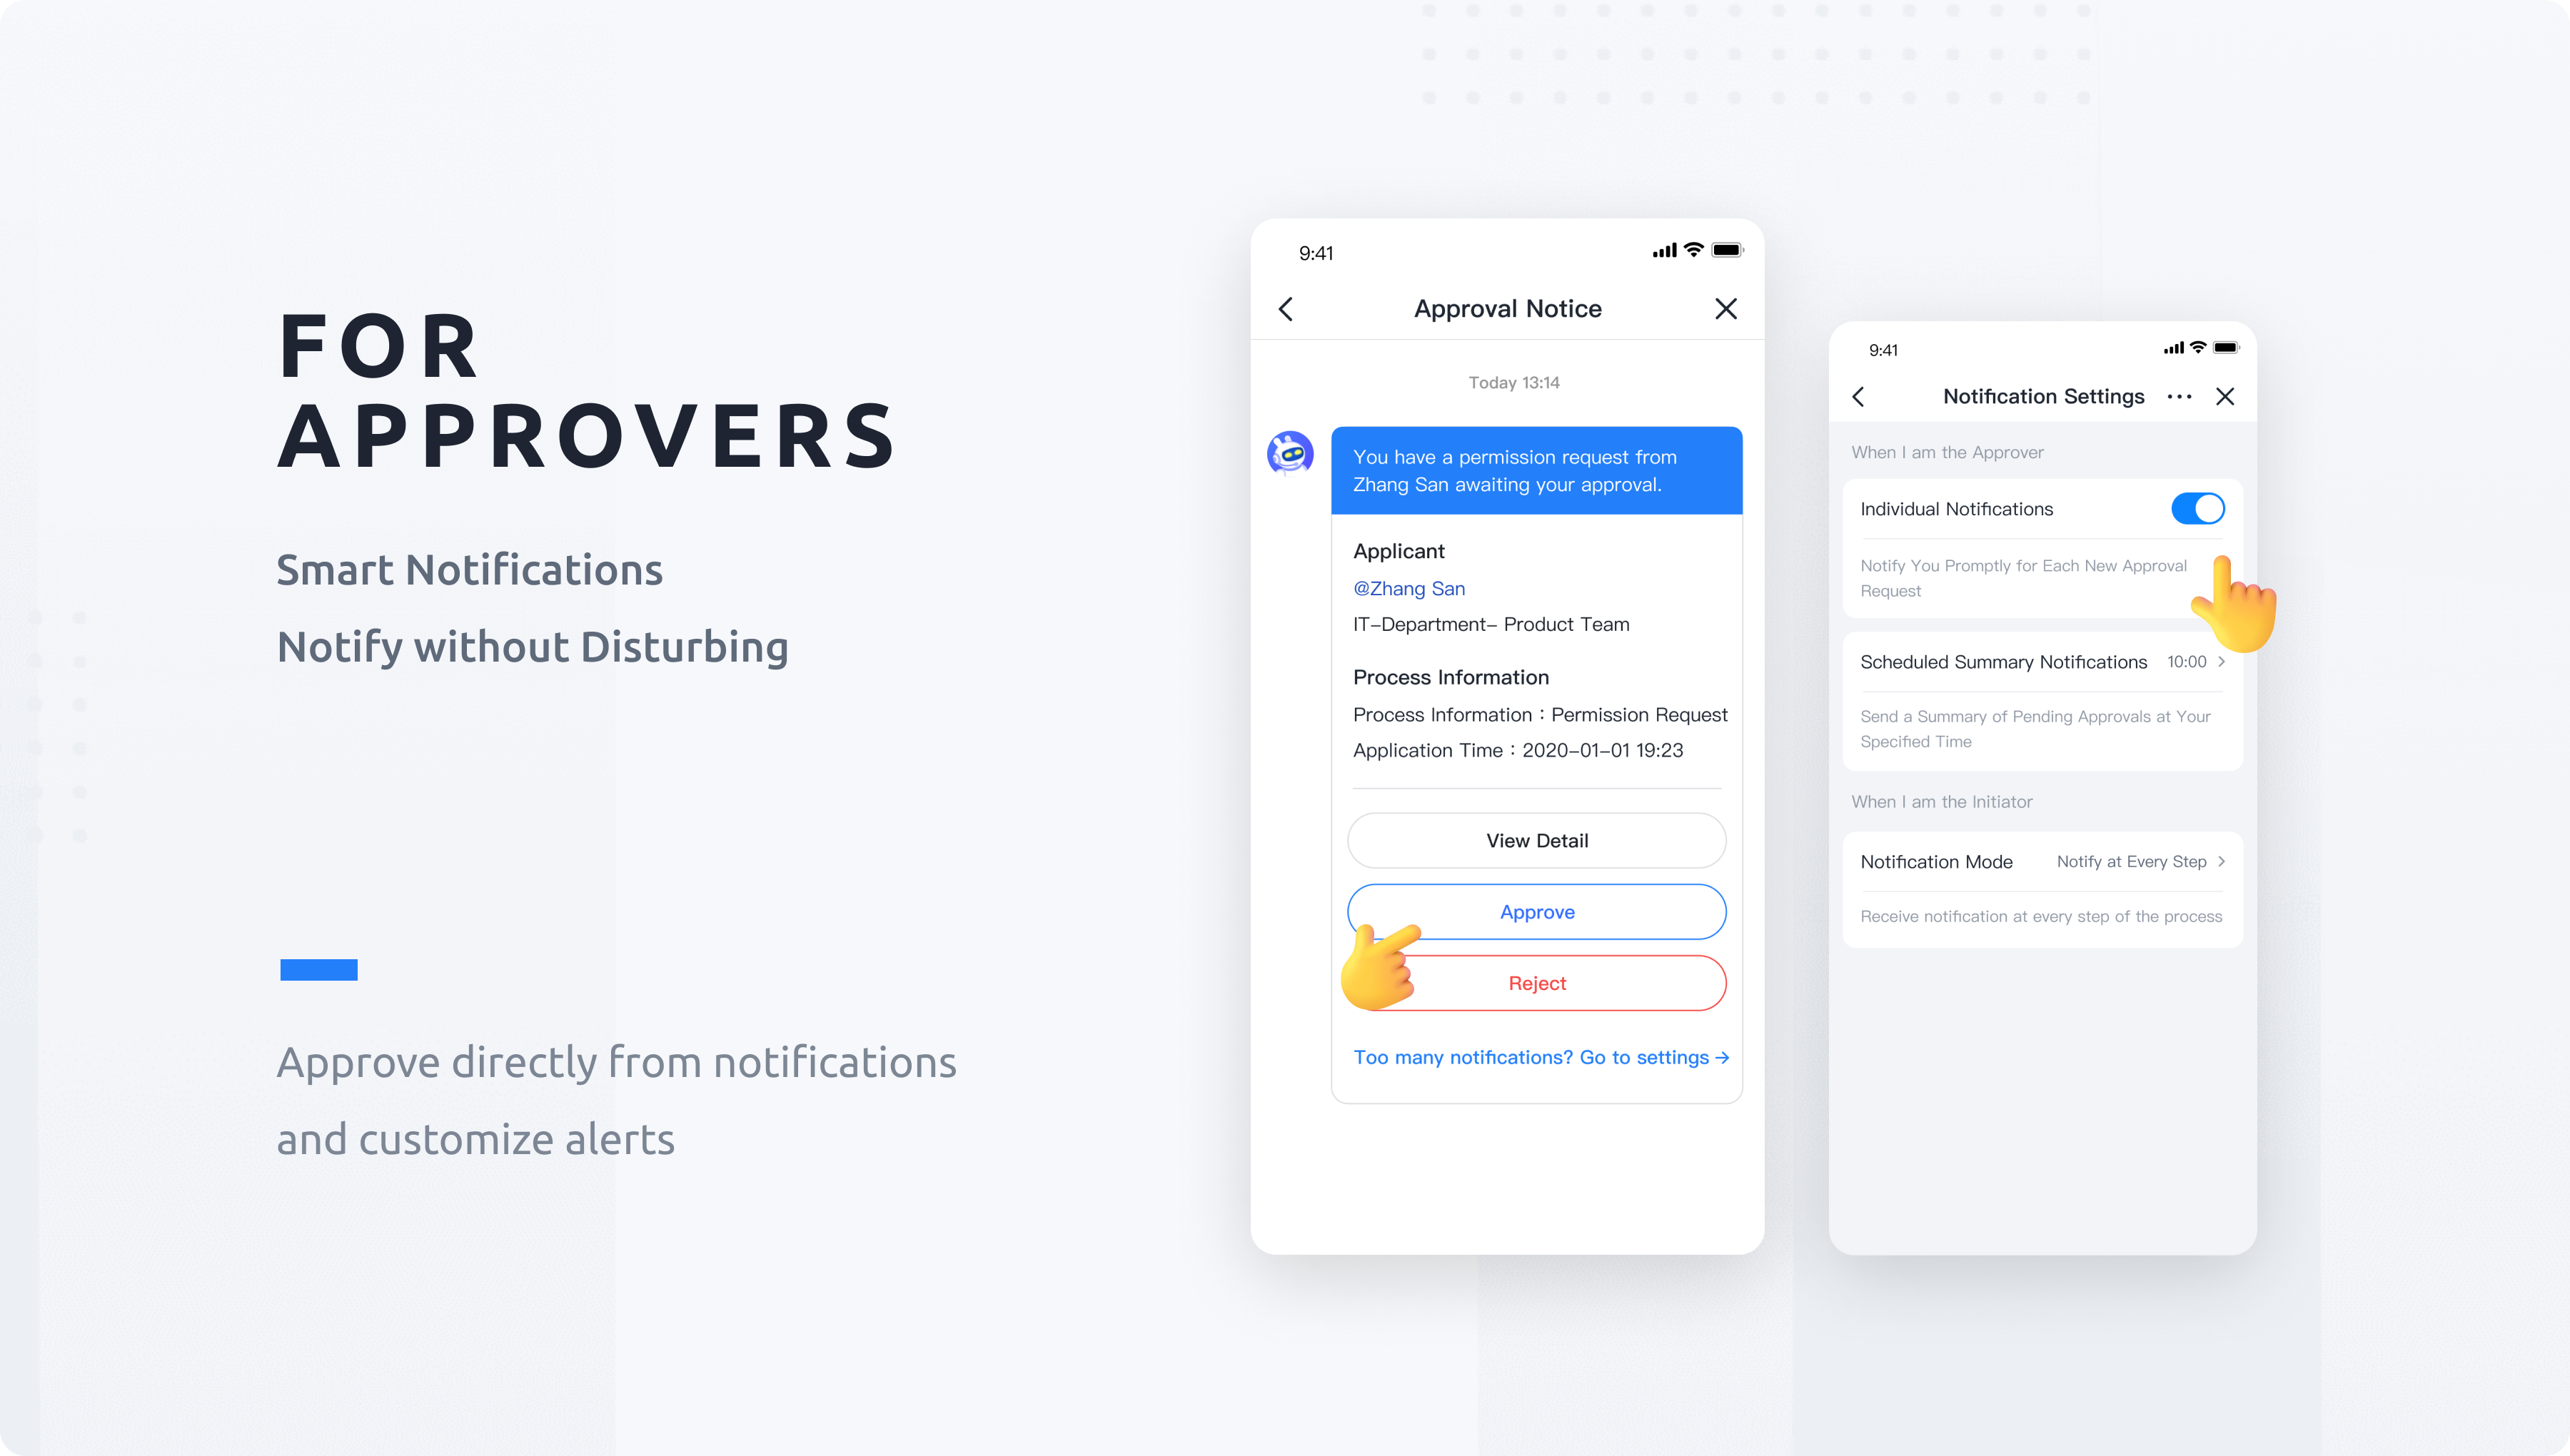 FOR
APPROVERS
Smart Notifications
Notify without Disturbing
Approve directly from notifications
and customize alerts
9:41
Approval Notice
Today 13:14
You have a permission request from
Zhang San awaiting your approval.
Applicant
@Zhang San
IT-Department- Product Team
Process Information
Process Information：Permission Request
Application Time：2020-01-01 19:23
View Detail
Approve
Reject
Too many notifications? Go to settings →
9:41
Notification Settings
When I am the Approver
Individual Notifications
Notify You Promptly for Each New Approval
Request
Scheduled Summary Notifications 10:00
Send a Summary of Pending Approvals at Your
Specified Time
When I am the Initiator
Notification Mode Notify at Every Step
Receive notification at every step of the process